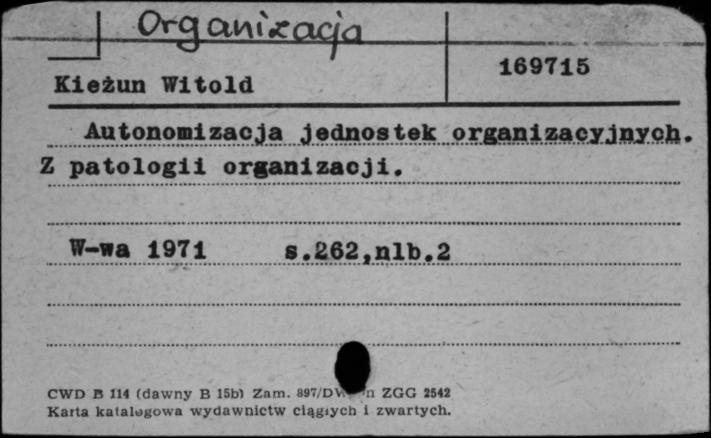 Organizacja
169715
Kieżun Witold
Autonomizacja jednostek organizacyjnych.
Z patologii organizacji.
W-wa 1971 s.262,nlb.2
CWD B 114 (dawny B 15b) Zam. 897/DW ZGG 2542
Karta katalogowa wydawnictw ciągłych i zwartych.